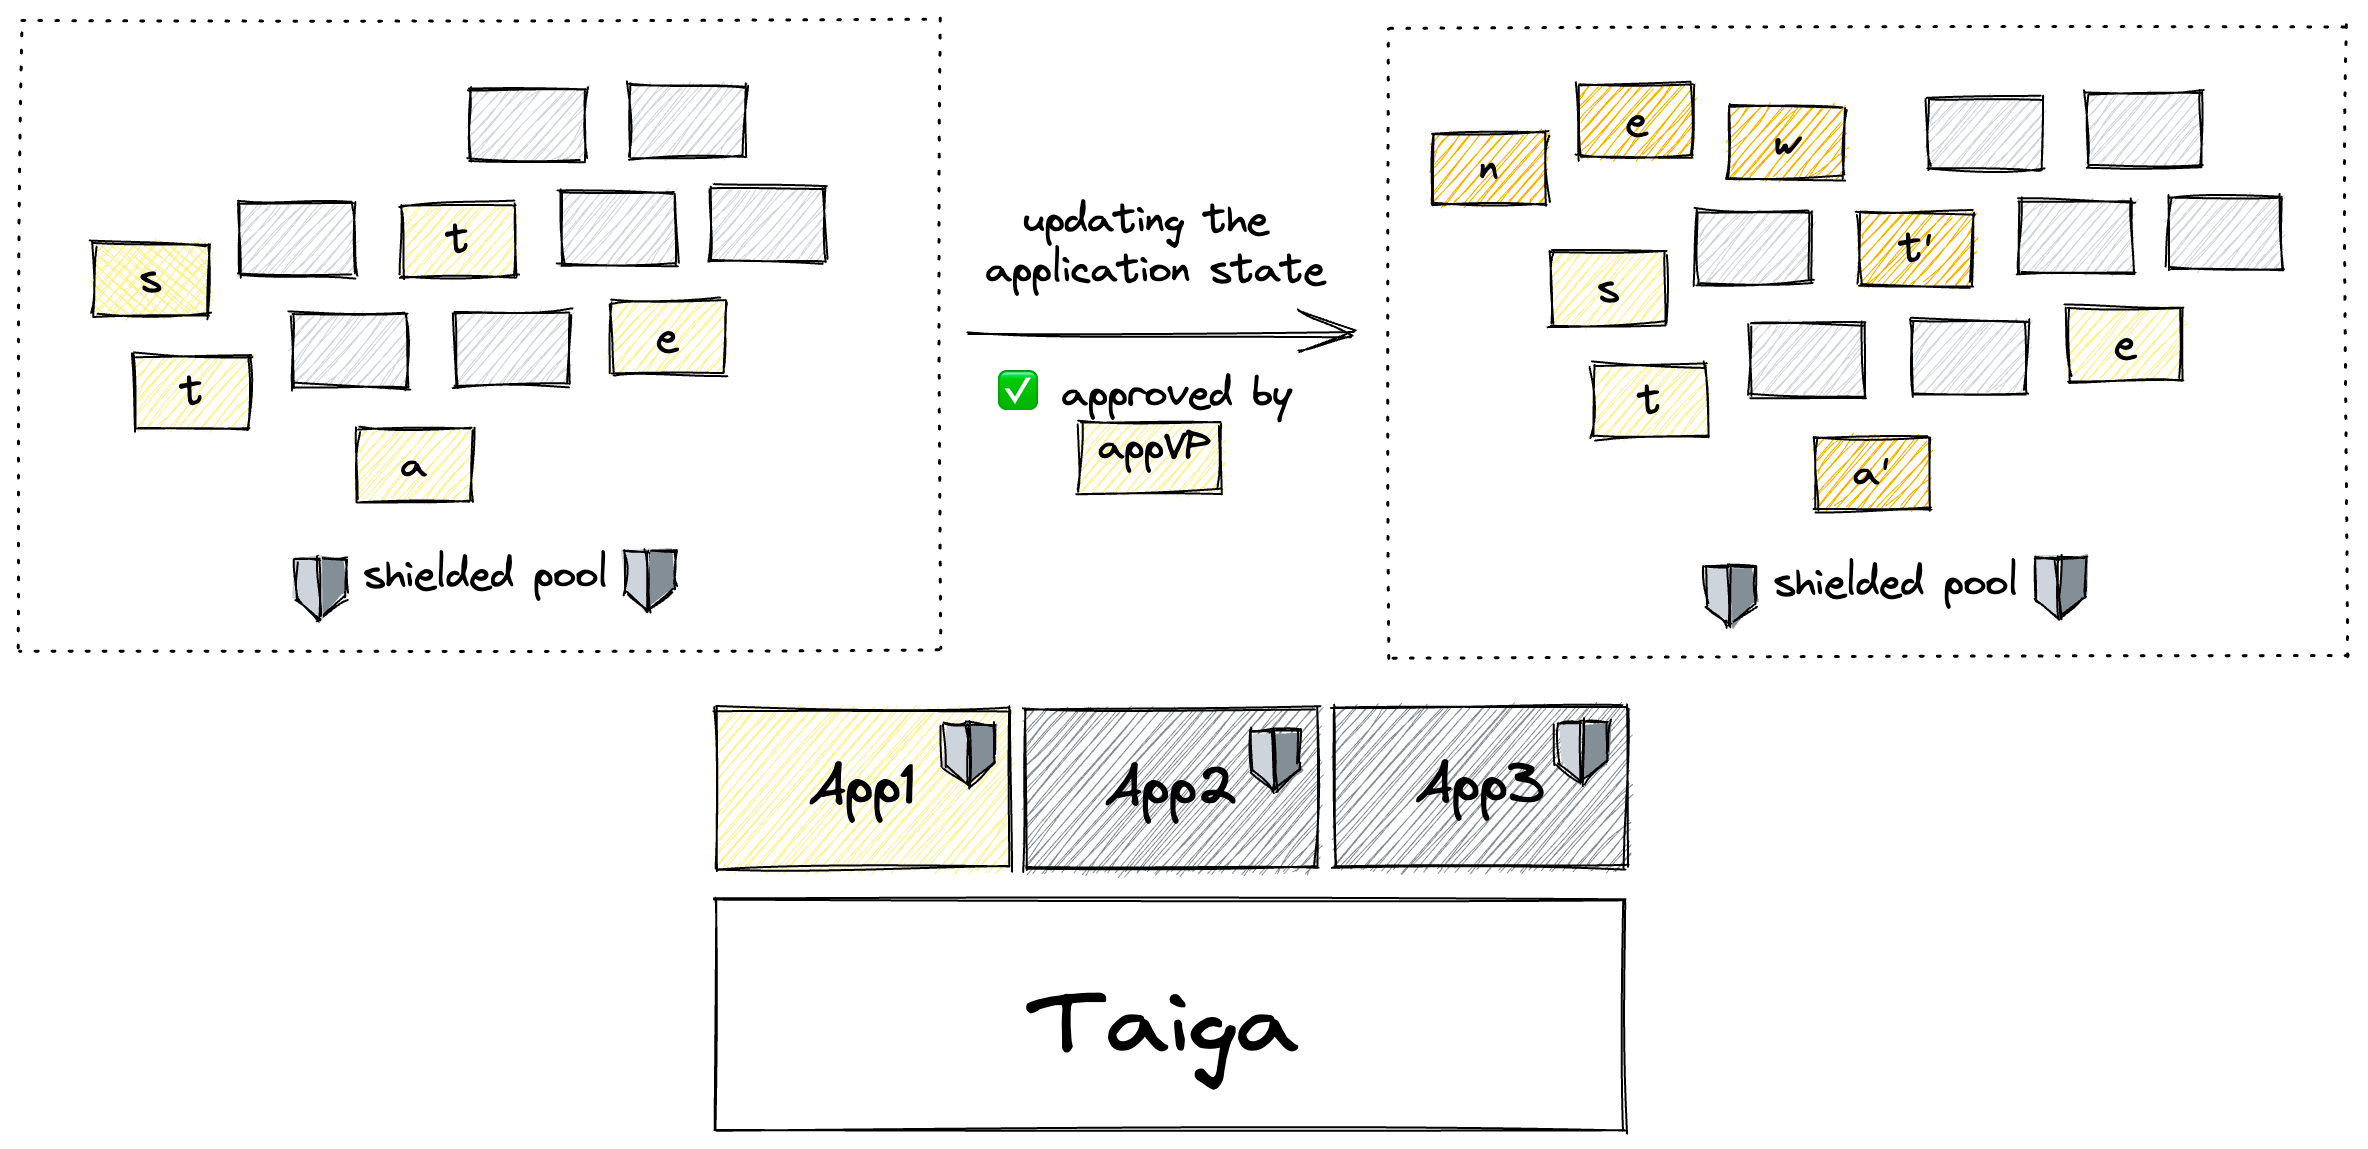 s
t
t
e
a
shielded pool
updating the
application state
✅ approved by
appVP
n
e
w
t'
s
t
e
a'
shielded pool
App1
App2
App3
Taiga